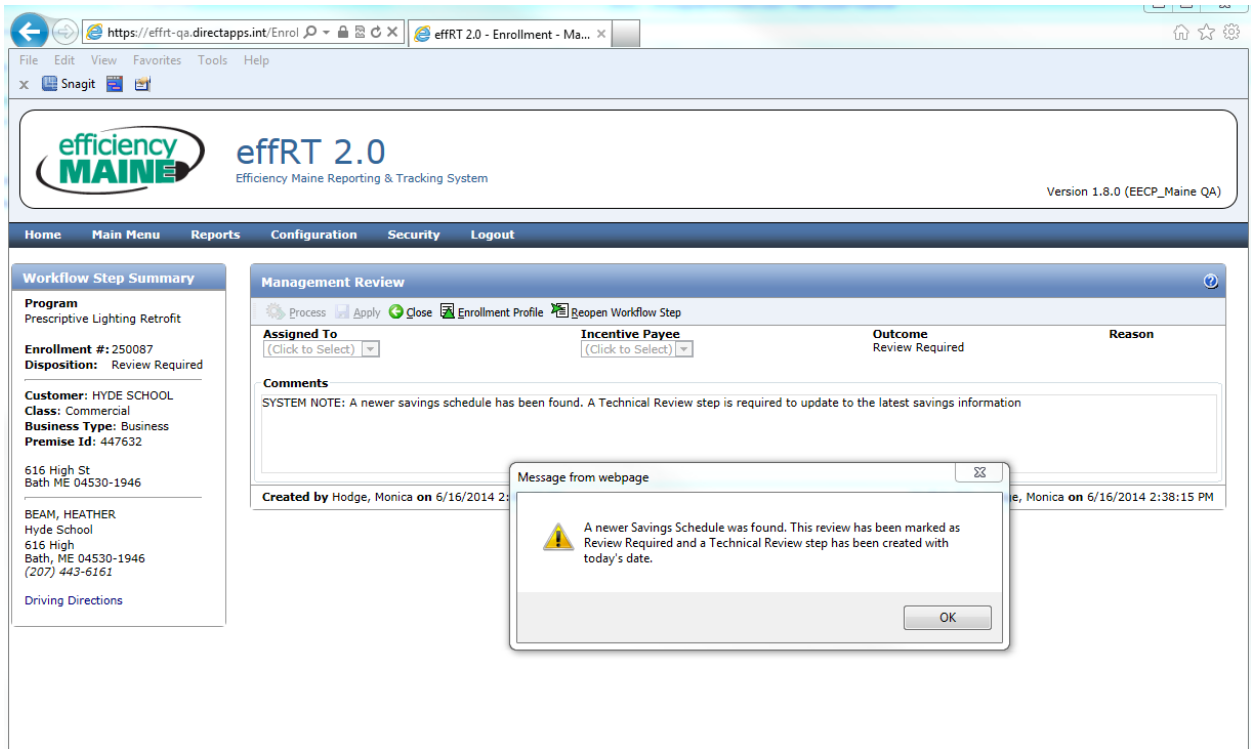 https://effrt-qa.directapps.int/Enrol
effRT 2.0 - Enrollment - Ma...
File Edit View Favorites Tools Help
x Snagit
efficiency
MAINE
effRT 2.0
Efficiency Maine Reporting & Tracking System
Version 1.8.0 (EECP_Maine QA)
Home Main Menu Reports Configuration Security Logout
Workflow Step Summary
Program
Prescriptive Lighting Retrofit
Enrollment #: 250087
Disposition: Review Required
Customer: HYDE SCHOOL
Class: Commercial
Business Type: Business
Premise Id: 447632
616 High St
Bath ME 04530-1946
BEAM, HEATHER
Hyde School
616 High
Bath, ME 04530-1946
(207) 443-6161
Driving Directions
Management Review
Process Apply Close Enrollment Profile Reopen Workflow Step
Assigned To Incentive Payee Outcome Reason
(Click to Select) (Click to Select) Review Required
Comments
SYSTEM NOTE: A newer savings schedule has been found. A Technical Review step is required to update to the latest savings information
Created by Hodge, Monica on 6/16/2014 2: Monica on 6/16/2014 2:38:15 PM
Message from webpage
A newer Savings Schedule was found. This review has been marked as
Review Required and a Technical Review step has been created with
today's date.
OK